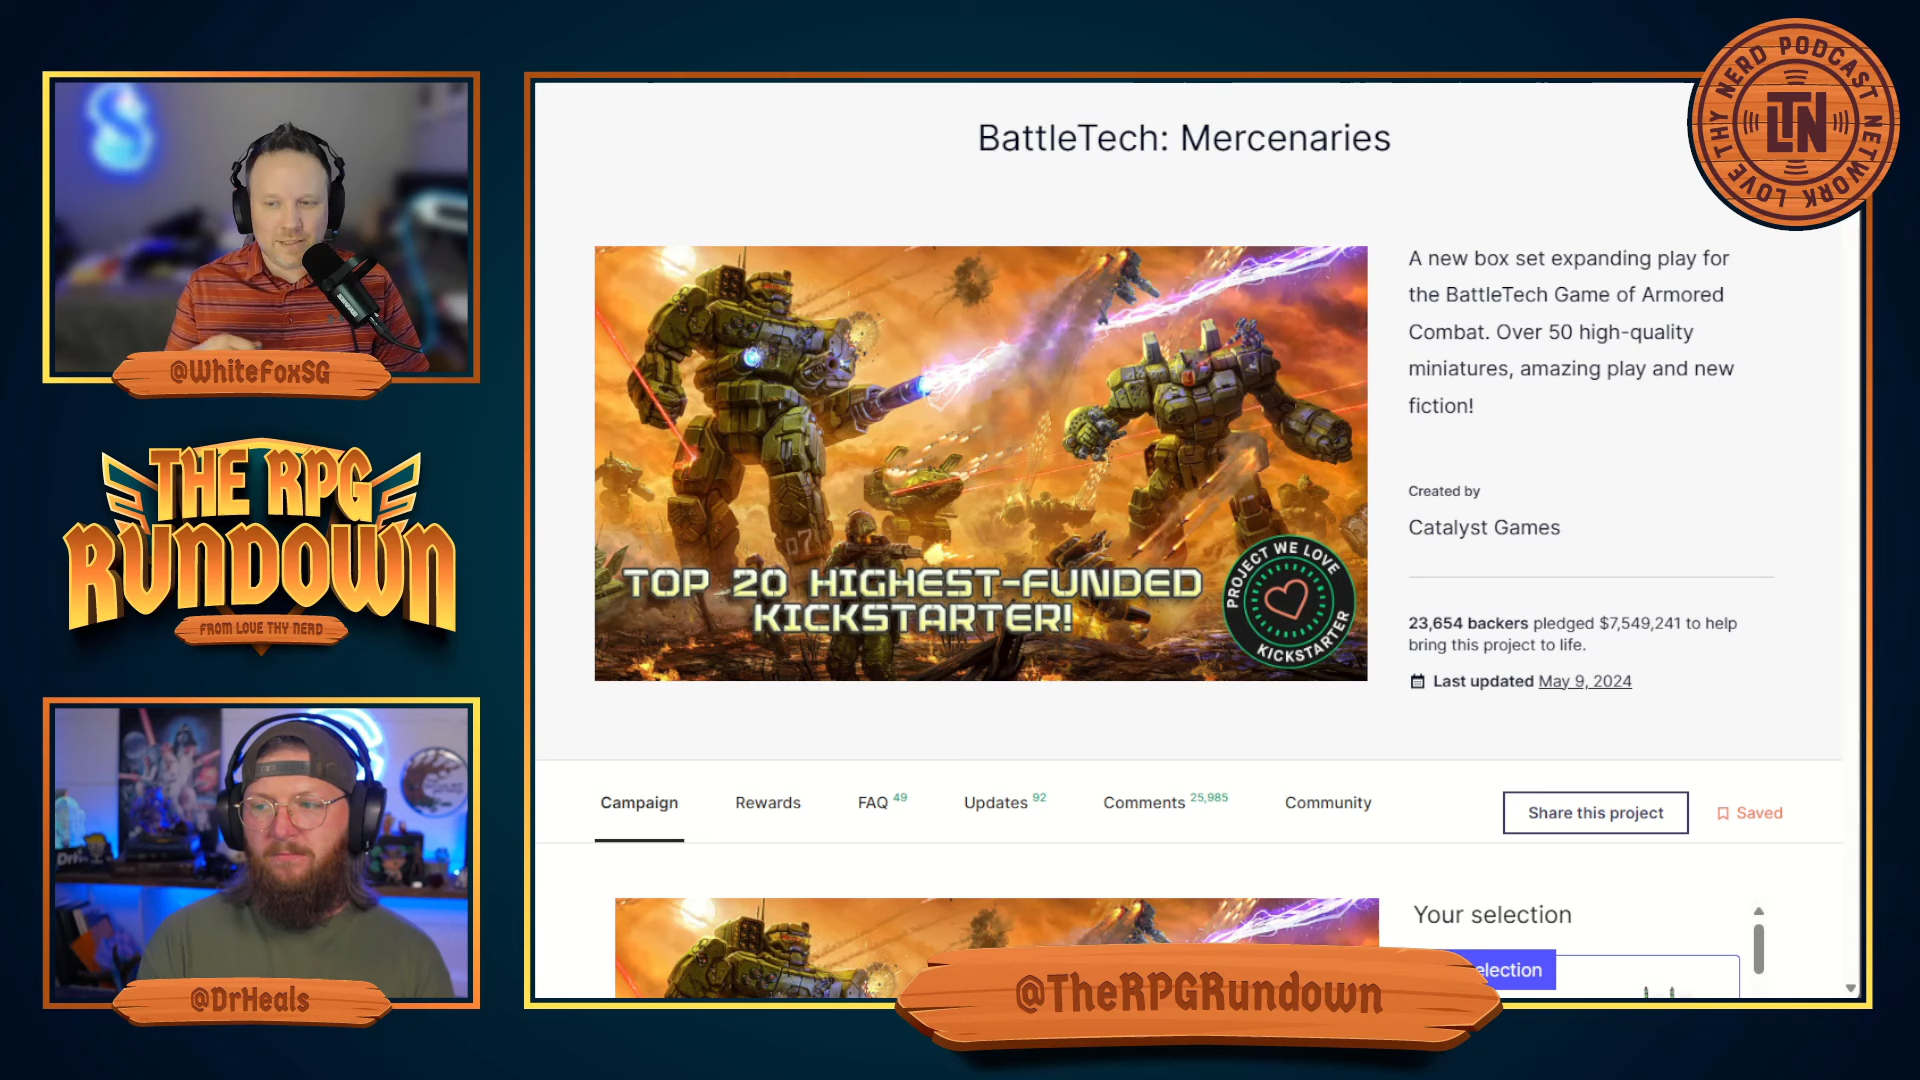 @WhiteFoxSG
THE RPG
RUNDOWN
FROM LOVE THY NERD
@DrHeals
BattleTech: Mercenaries
LOVE THY NERD PODCAST NETWORK
LTN
TOP 20 HIGHEST-FUNDED
KICKSTARTER!
PROJECT WE LOVE
KICKSTARTER
A new box set expanding play for
the BattleTech Game of Armored
Combat. Over 50 high-quality
miniatures, amazing play and new
fiction!
Created by
Catalyst Games
23,654 backers pledged $7,549,241 to help
bring this project to life.
Last updated May 9, 2024
Campaign Rewards FAQ 49 Updates 92 Comments 25,985 Community Share this project Saved
Your selection
election
@TheRPGRundown